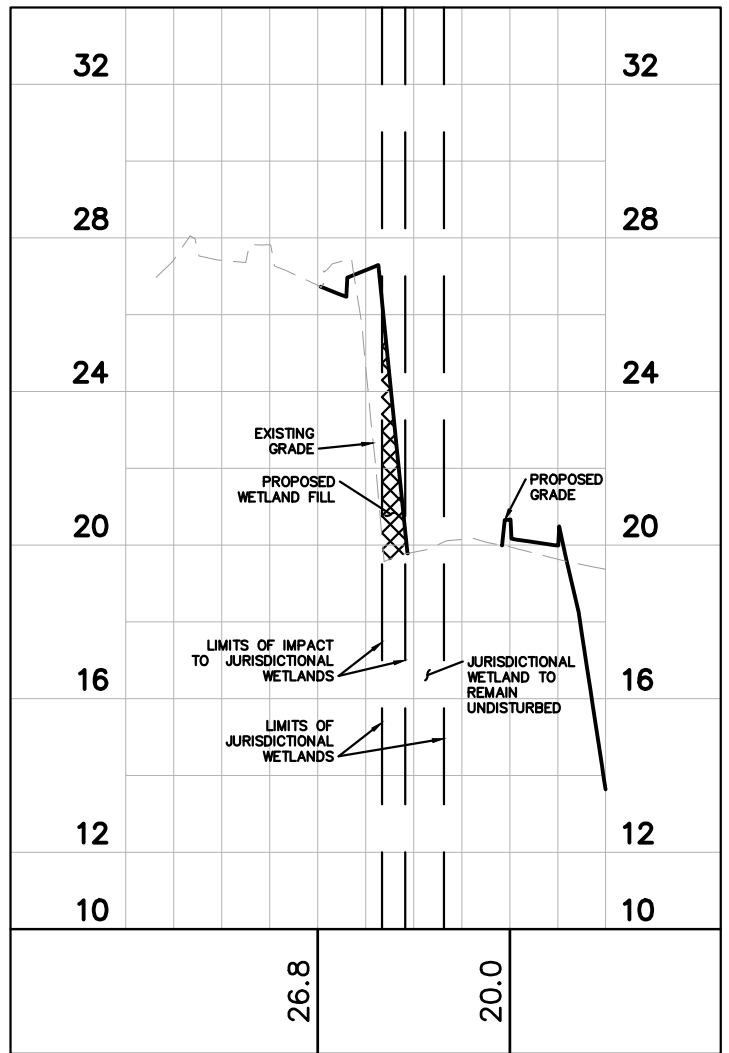 32 32
28 28
24 24
EXISTING
GRADE
PROPOSED
WETLAND FILL
PROPOSED
GRADE
20 20
LIMITS OF IMPACT
TO JURISDICTIONAL
WETLANDS
JURISDICTIONAL
WETLAND TO
REMAIN
UNDISTURBED
16 16
LIMITS OF
JURISDICTIONAL
WETLANDS
12 12
10 10
26.8
20.0